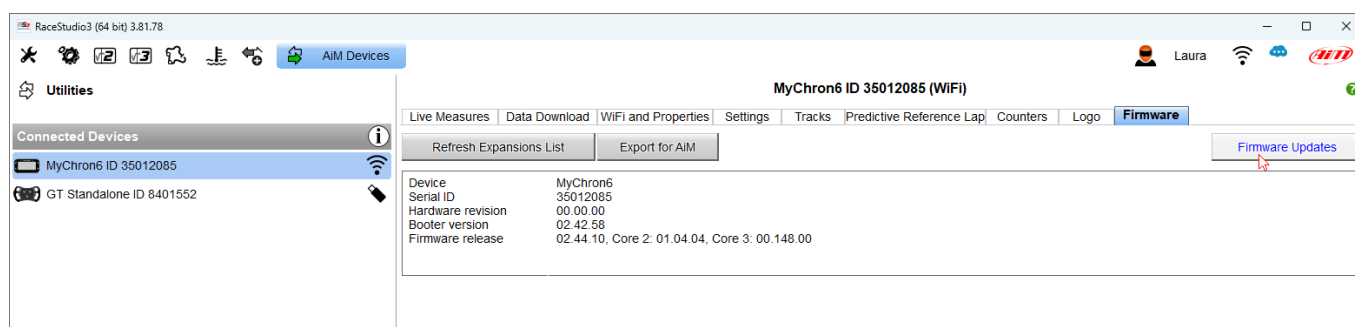 RaceStudio3 (64 bit) 3.81.78
AiM Devices
Laura
AiM
Utilities
MyChron6 ID 35012085 (WiFi)
Live Measures Data Download WiFi and Properties Settings Tracks Predictive Reference Lap Counters Logo Firmware
Connected Devices
Refresh Expansions List Export for AiM Firmware Updates
MyChron6 ID 35012085
GT Standalone ID 8401552
Device MyChron6
Serial ID 35012085
Hardware revision 00.00.00
Booter version 02.42.58
Firmware release 02.44.10, Core 2: 01.04.04, Core 3: 00.148.00